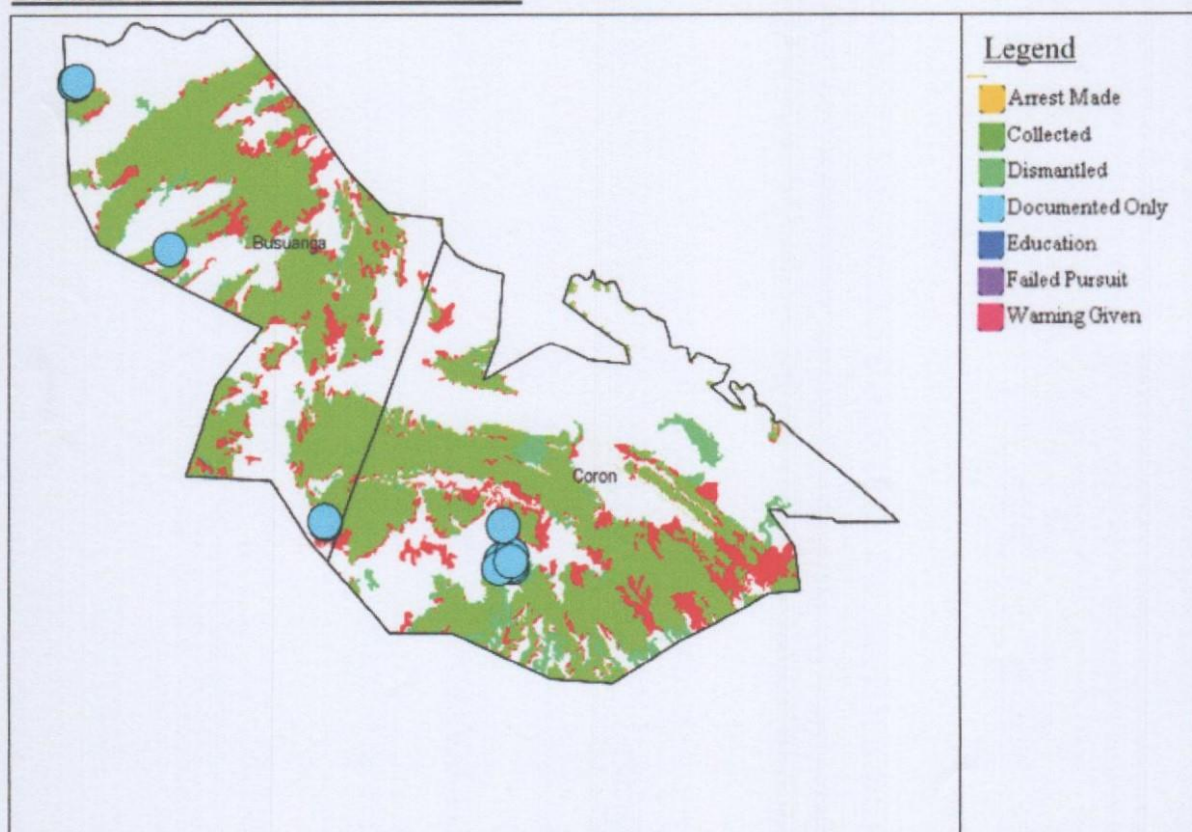 Legend
Arrest Made
Collected
Dismantled
Documented Only
Education
Failed Pursuit
Warning Given
Busuanga
Coron